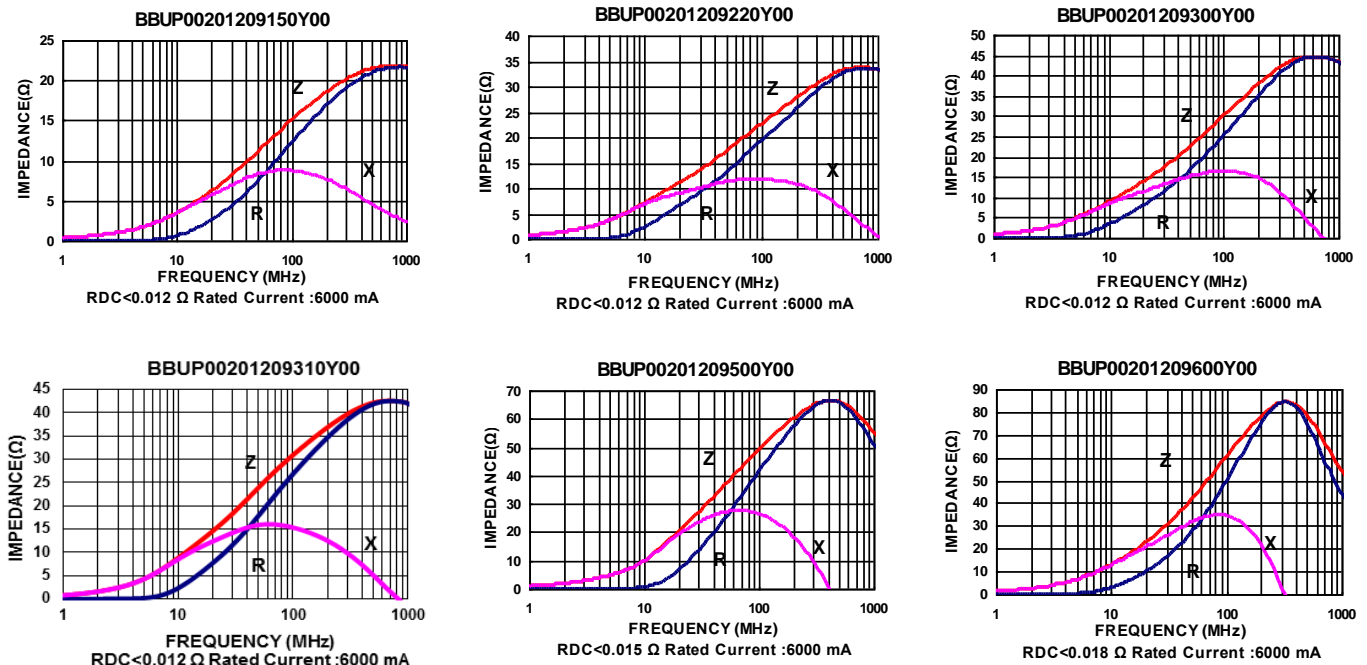 BBUP00201209150Y00
IMPEDANCE(Ω)
25
20
15
10
5
0
Z
X
R
1 10 100 1000
FREQUENCY (MHz)
RDC<0.012 Ω Rated Current :6000 mA
BBUP00201209220Y00
IMPEDANCE(Ω)
40
35
30
25
20
15
10
5
0
Z
X
R
1 10 100 1000
FREQUENCY (MHz)
RDC<0.012 Ω Rated Current :6000 mA
BBUP00201209300Y00
IMPEDANCE(Ω)
50
45
40
35
30
25
20
15
10
5
0
Z
X
R
1 10 100 1000
FREQUENCY (MHz)
RDC<0.012 Ω Rated Current :6000 mA
BBUP00201209310Y00
IMPEDANCE(Ω)
45
40
35
30
25
20
15
10
5
0
Z
X
R
1 10 100 1000
FREQUENCY (MHz)
RDC<0.012 Ω Rated Current :6000 mA
BBUP00201209500Y00
IMPEDANCE(Ω)
70
60
50
40
30
20
10
0
Z
X
R
1 10 100 1000
FREQUENCY (MHz)
RDC<0.015 Ω Rated Current :6000 mA
BBUP00201209600Y00
IMPEDANCE(Ω)
90
80
70
60
50
40
30
20
10
0
Z
X
R
1 10 100 1000
FREQUENCY (MHz)
RDC<0.018 Ω Rated Current :6000 mA